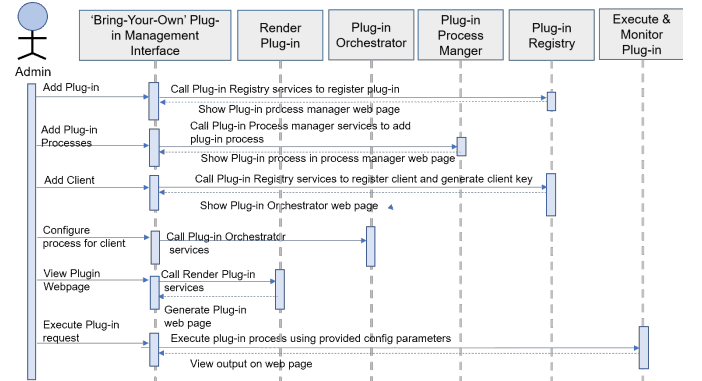 'Bring-Your-Own' Plug-
in Management
Interface
Render
Plug-in
Plug-in
Orchestrator
Plug-in
Process
Manger
Plug-in
Registry
Execute &
Monitor
Plug-in
Admin
Add Plug-in
Call Plug-in Registry services to register plug-in
Show Plug-in process manager web page
Add Plug-in
Processes
Call Plug-in Process manager services to add
plug-in process
Show Plug-in process in process manager web page
Add Client
Call Plug-in Registry services to register client and generate client key
Show Plug-in Orchestrator web page
Configure
process for client
Call Plug-in Orchestrator
services
View Plugin
Webpage
Call Render Plug-in
services
Generate Plug-in
web page
Execute Plug-in
request
Execute plug-in process using provided config parameters
View output on web page